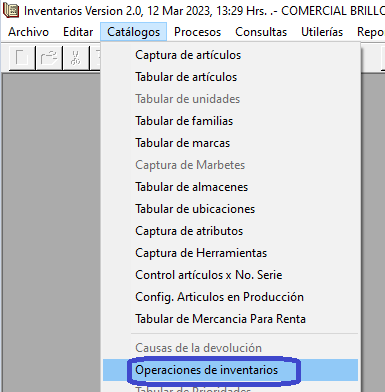 Inventarios Version 2.0, 12 Mar 2023, 13:29 Hrs. .- COMERCIAL BRILLO
Archivo Editar Catálogos Procesos Consultas Utilerías Repo
Captura de artículos
Tabular de artículos
Tabular de unidades
Tabular de familias
Tabular de marcas
Captura de Marbetes
Tabular de almacenes
Tabular de ubicaciones
Captura de atributos
Captura de Herramientas
Control artículos x No. Serie
Config. Articulos en Producción
Tabular de Mercancia Para Renta
Causas de la devolución
Operaciones de inventarios
Tabular de Prioridades